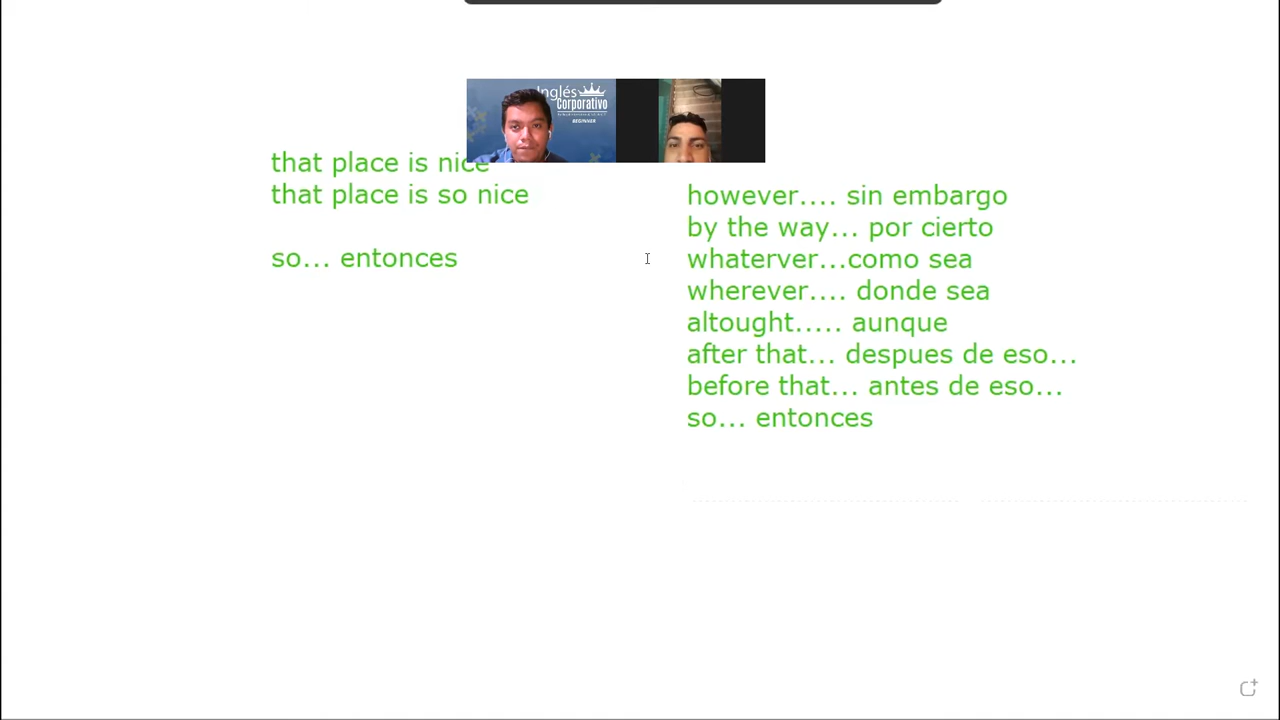 Inglés
Corporativo
BEGINNER
that place is nice
that place is so nice
so... entonces
however.... sin embargo
by the way... por cierto
whaterver...como sea
wherever.... donde sea
altought..... aunque
after that... despues de eso...
before that... antes de eso...
so... entonces